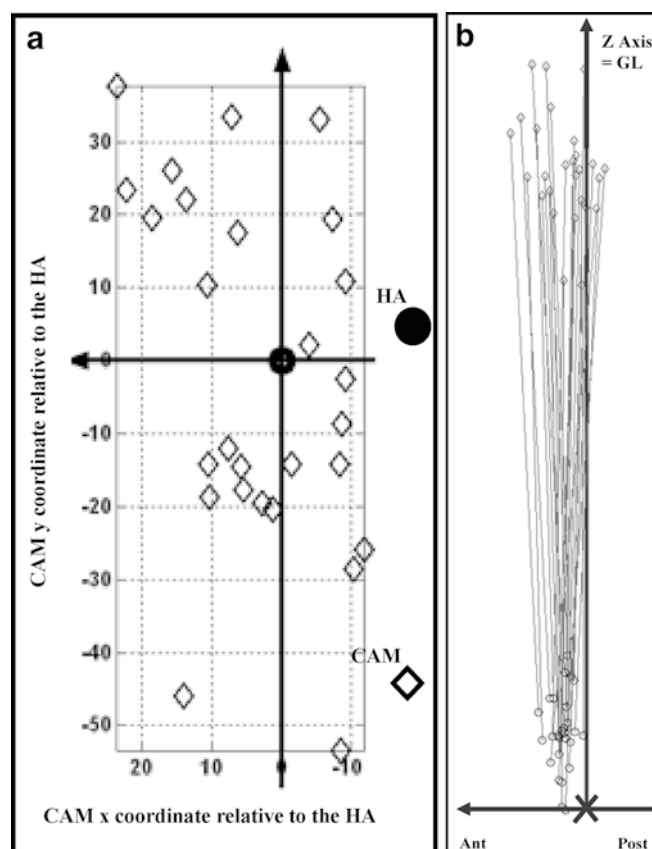 a
30
20
10
0
-10
-20
-30
-40
-50
20 10 0 -10
CAM y coordinate relative to the HA
CAM x coordinate relative to the HA
HA
CAM
b
Z Axis
= GL
Ant Post